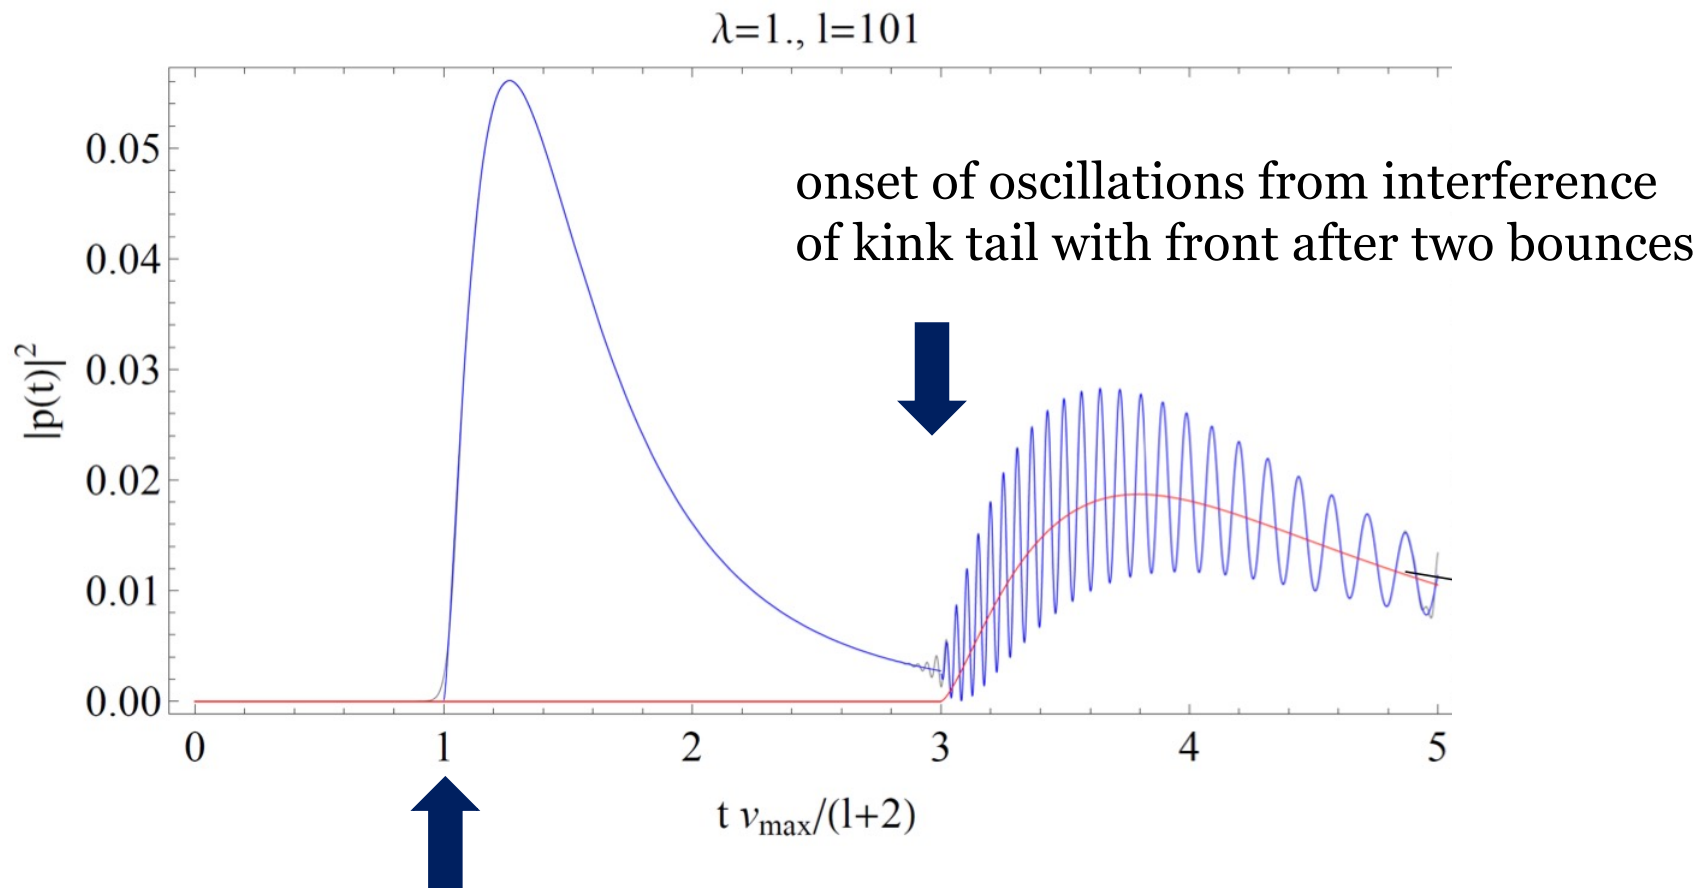 λ=1., l=101
onset of oscillations from interference
of kink tail with front after two bounces
|p(t)|²
0.05
0.04
0.03
0.02
0.01
0.00
0 1 2 3 4 5
t vmax/(l+2)